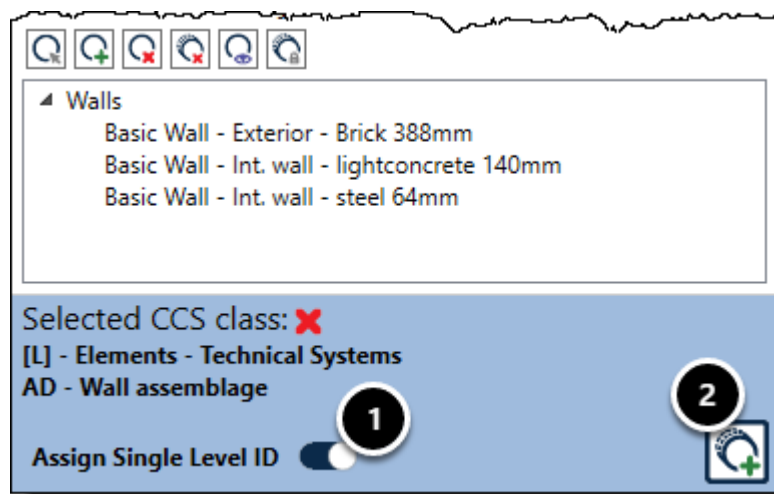 Walls
Basic Wall - Exterior - Brick 388mm
Basic Wall - Int. wall - lightconcrete 140mm
Basic Wall - Int. wall - steel 64mm
Selected CCS class:
[L] - Elements - Technical Systems
AD - Wall assemblage
1
2
Assign Single Level ID